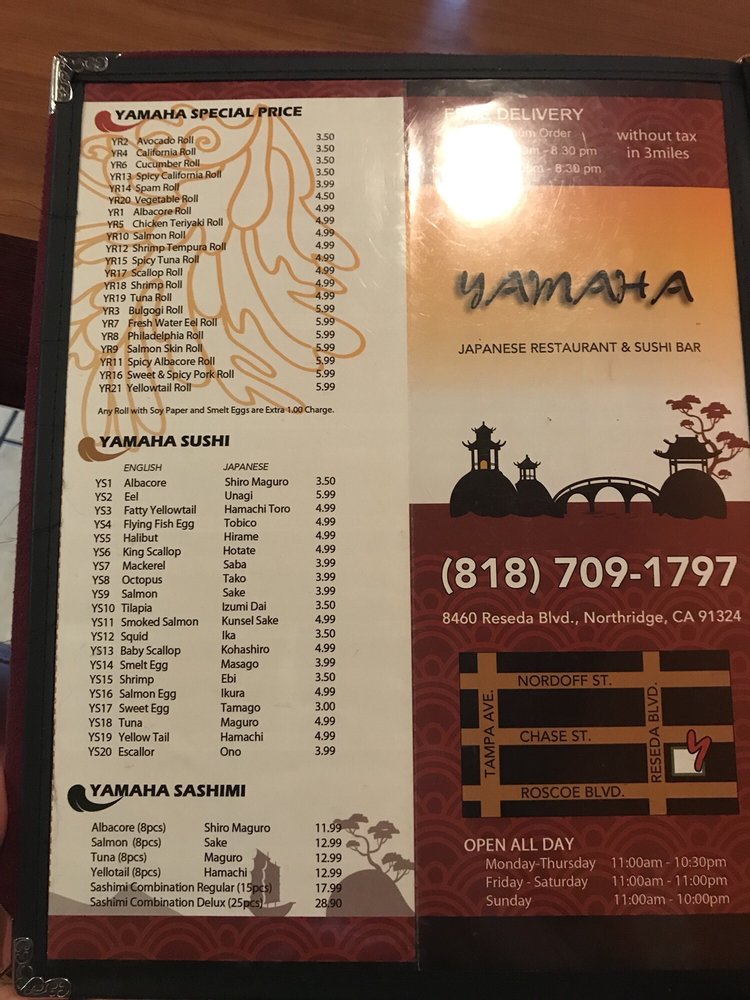 YAMAHA SPECIAL PRICE
YR2 Avocado Roll 3.50
YR4 California Roll 3.50
YR6 Cucumber Roll 3.50
YR13 Spicy California Roll 3.50
YR14 Spam Roll 3.99
YR20 Vegetable Roll 4.50
YR1 Albacore Roll 4.99
YR5 Chicken Teriyaki Roll 4.99
YR10 Salmon Roll 4.99
YR12 Shrimp Tempura Roll 4.99
YR15 Spicy Tuna Roll 4.99
YR17 Scallop Roll 4.99
YR18 Shrimp Roll 4.99
YR19 Tuna Roll 4.99
YR3 Bulgogi Roll 5.99
YR7 Fresh Water Eel Roll 5.99
YR8 Philadelphia Roll 5.99
YR9 Salmon Skin Roll 5.99
YR11 Spicy Albacore Roll 5.99
YR16 Sweet & Spicy Pork Roll 5.99
YR21 Yellowtail Roll 5.99
Any Roll with Soy Paper and Smelt Eggs are Extra 1.00 Charge.
YAMAHA SUSHI
ENGLISH JAPANESE
YS1 Albacore Shiro Maguro 3.50
YS2 Eel Unagi 5.99
YS3 Fatty Yellowtail Hamachi Toro 4.99
YS4 Flying Fish Egg Tobico 4.99
YS5 Halibut Hirame 4.99
YS6 King Scallop Hotate 4.99
YS7 Mackerel Saba 3.99
YS8 Octopus Tako 3.99
YS9 Salmon Sake 3.99
YS10 Tilapia Izumi Dai 3.50
YS11 Smoked Salmon Kunsel Sake 4.99
YS12 Squid Ika 3.50
YS13 Baby Scallop Kohashiro 4.99
YS14 Smelt Egg Masago 3.99
YS15 Shrimp Ebi 3.50
YS16 Salmon Egg Ikura 4.99
YS17 Sweet Egg Tamago 3.00
YS18 Tuna Maguro 4.99
YS19 Yellow Tail Hamachi 4.99
YS20 Escallor Ono 3.99
YAMAHA SASHIMI
Albacore (8pcs) Shiro Maguro 11.99
Salmon (8pcs) Sake 12.99
Tuna (8pcs) Maguro 12.99
Yellotail (8pcs) Hamachi 12.99
Sashimi Combination Regular (15pcs) 17.99
Sashimi Combination Delux (25pcs) 28.90
DELIVERY
Order
- 8:30 pm
- 8:30 pm
without tax
in 3miles
YAMAHA
JAPANESE RESTAURANT & SUSHI BAR
(818) 709-1797
8460 Reseda Blvd., Northridge, CA 91324
NORDOFF ST.
TAMPA AVE.
CHASE ST.
RESEDA BLVD.
Y
ROSCOE BLVD.
OPEN ALL DAY
Monday-Thursday 11:00am - 10:30pm
Friday - Saturday 11:00am - 11:00pm
Sunday 11:00am - 10:00pm